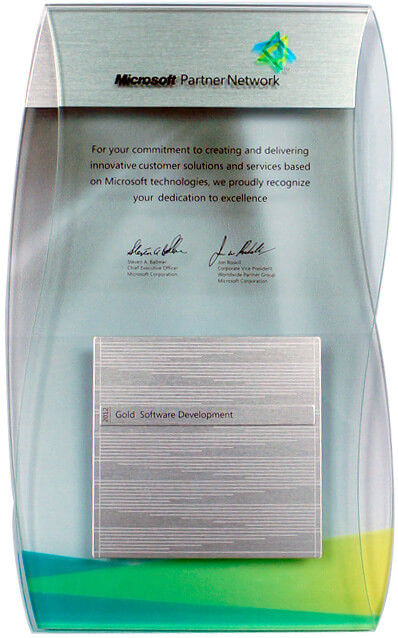 Microsoft Partner Network
For your commitment to creating and delivering
innovative customer solutions and services based
on Microsoft technologies, we proudly recognize
your dedication to excellence
Steven A. Ballmer
Chief Executive Officer
Microsoft Corporation
Jon Roskill
Corporate Vice President
Worldwide Partner Group
Microsoft Corporation
2012
Gold Software Development